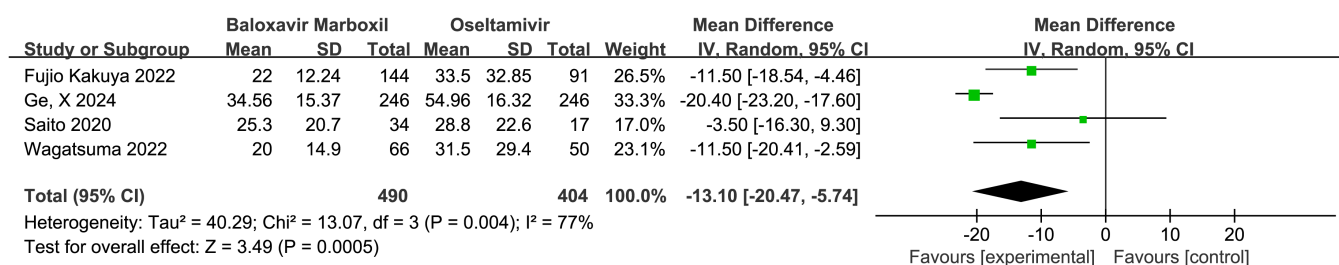 Baloxavir Marboxil Oseltamivir Mean Difference Mean Difference
Study or Subgroup Mean SD Total Mean SD Total Weight IV, Random, 95% CI IV, Random, 95% CI
Fujio Kakuya 2022 22 12.24 144 33.5 32.85 91 26.5% -11.50 [-18.54, -4.46]
Ge, X 2024 34.56 15.37 246 54.96 16.32 246 33.3% -20.40 [-23.20, -17.60]
Saito 2020 25.3 20.7 34 28.8 22.6 17 17.0% -3.50 [-16.30, 9.30]
Wagatsuma 2022 20 14.9 66 31.5 29.4 50 23.1% -11.50 [-20.41, -2.59]
Total (95% CI) 490 404 100.0% -13.10 [-20.47, -5.74]
Heterogeneity: Tau² = 40.29; Chi² = 13.07, df = 3 (P = 0.004); I² = 77%
Test for overall effect: Z = 3.49 (P = 0.0005)
-20 -10 0 10 20
Favours [experimental] Favours [control]